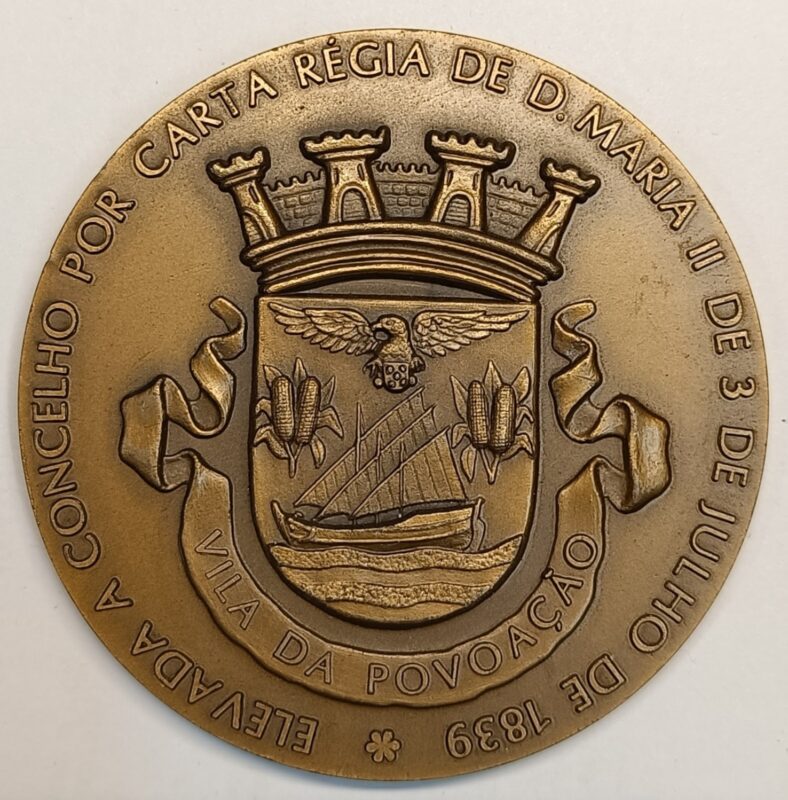 ELEVADA A CONCELHO POR CARTA RÉGIA DE D. MARIA II DE 3 DE JULHO DE 1839
VILA DA POVOAÇÃO